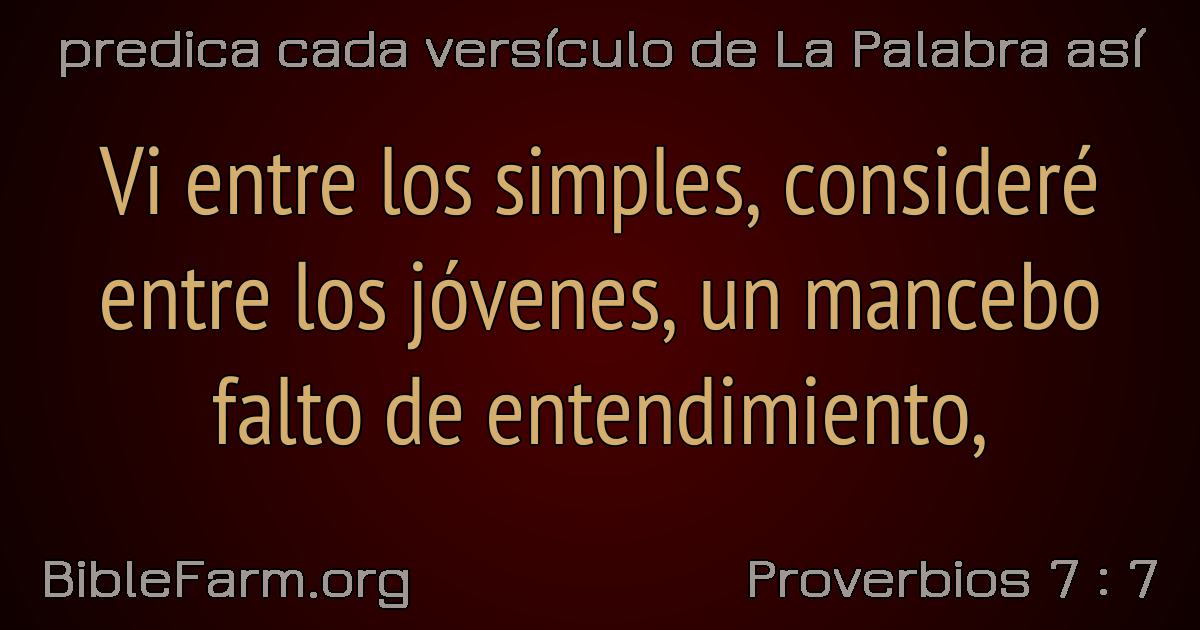 predica cada versículo de La Palabra así
Vi entre los simples, consideré
entre los jóvenes, un mancebo
falto de entendimiento,
BibleFarm.org
Proverbios 7 : 7